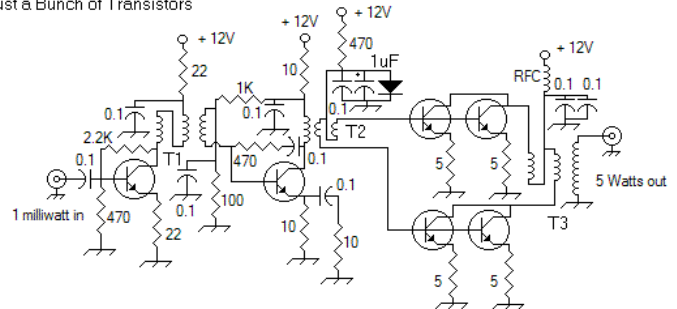 ust a Bunch of Transistors
+ 12V
+ 12V
+ 12V
+ 12V
22
10
470
1uF
RFC
0.1 0.1
1K
0.1
0.1
0.1
2.2K
T1
T2
470
0.1
0.1
5
5
5 Watts out
0.1
100
0.1
1 milliwatt in
470
22
10
10
T3
5
5